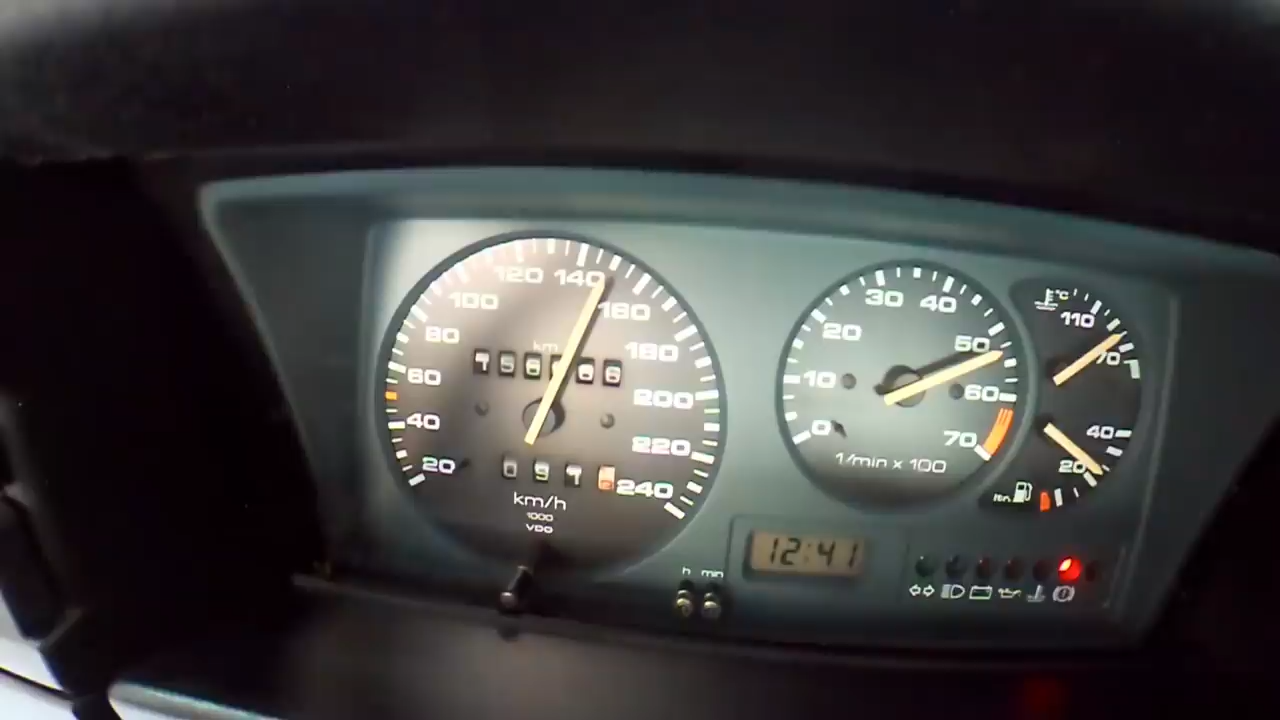 120 140
100 160
80 km 180
60 200
40 220
20 240
km/h
1000
VDO
30 40
20 50
10 60
0 70
1/min x 100
°C
110
70
40
20
12:41
h min